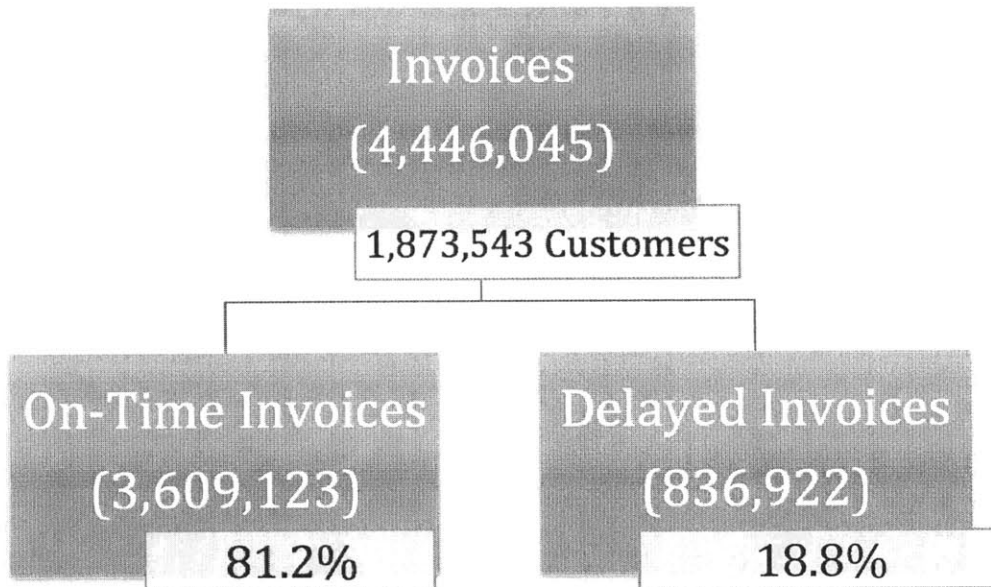 Invoices
(4,446,045)
1,873,543 Customers
On-Time Invoices
(3,609,123)
81.2%
Delayed Invoices
(836,922)
18.8%